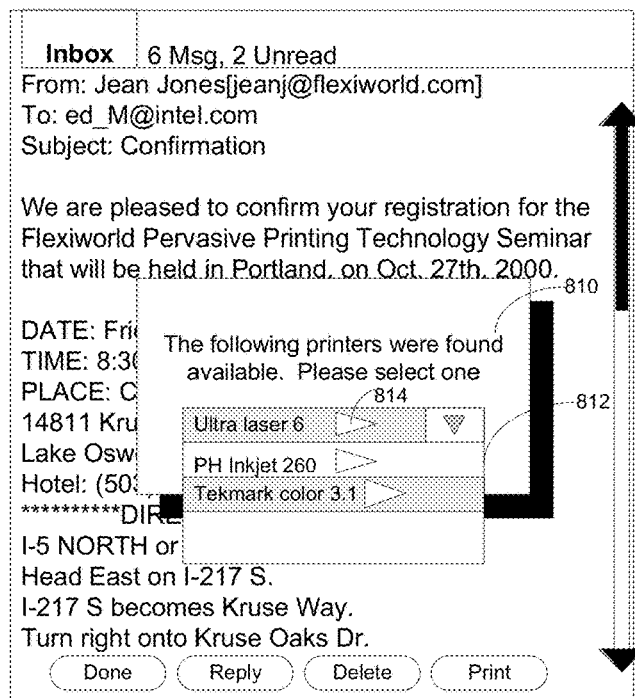 Inbox 6 Msg, 2 Unread
From: Jean Jones[jeanj@flexiworld.com]
To: ed_M@intel.com
Subject: Confirmation
We are pleased to confirm your registration for the
Flexiworld Pervasive Printing Technology Seminar
that will be held in Portland, on Oct. 27th, 2000.
810
DATE: Fri
The following printers were found
TIME: 8:30
available. Please select one
PLACE: C
814
812
14811 Kru
Ultra laser 6
Lake Osw
PH Inkjet 260
Hotel: (503
Tekmark color 3.1
**********DIRE
I-5 NORTH or
Head East on I-217 S.
I-217 S becomes Kruse Way.
Turn right onto Kruse Oaks Dr.
Done Reply Delete Print